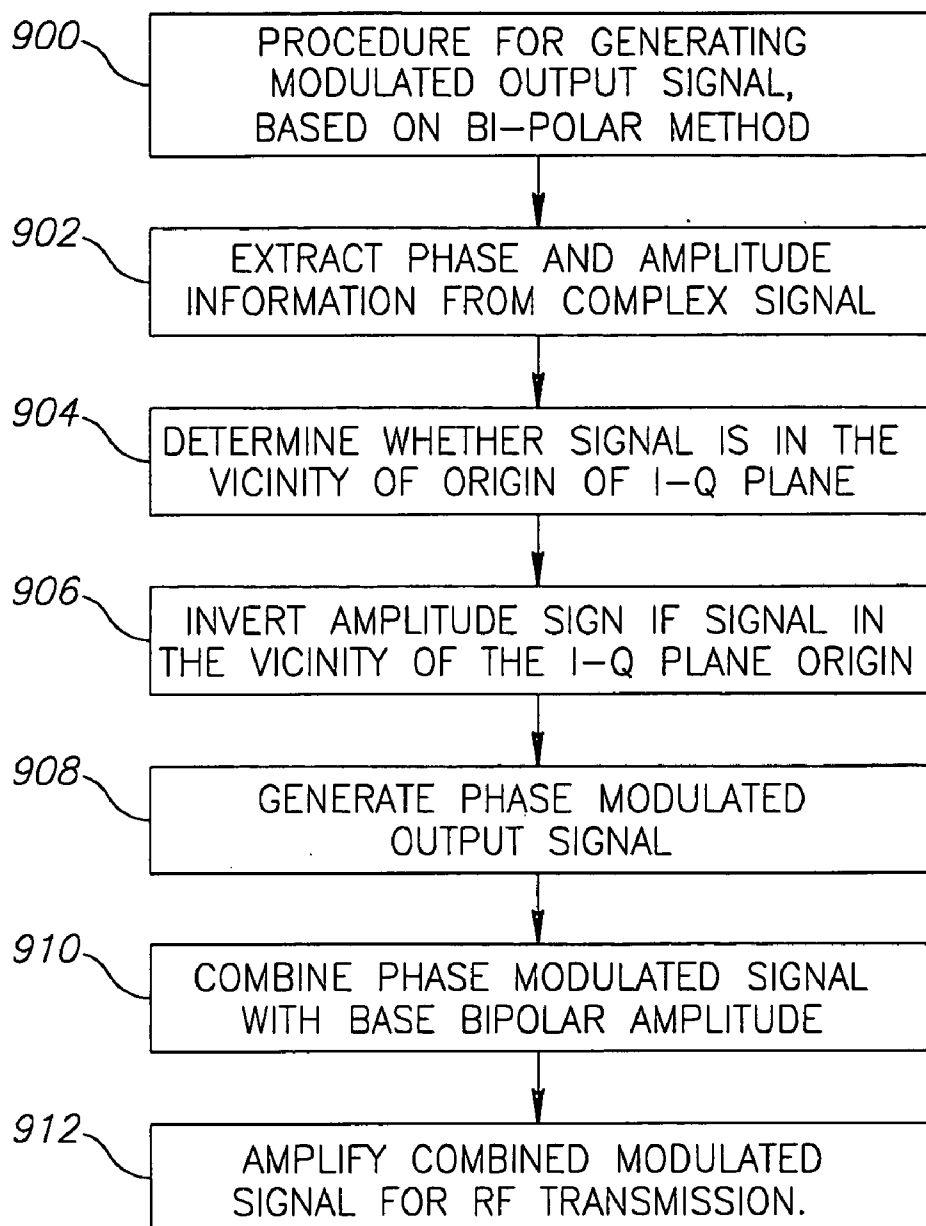 900
PROCEDURE FOR GENERATING
MODULATED OUTPUT SIGNAL,
BASED ON BI-POLAR METHOD
902
EXTRACT PHASE AND AMPLITUDE
INFORMATION FROM COMPLEX SIGNAL
904
DETERMINE WHETHER SIGNAL IS IN THE
VICINITY OF ORIGIN OF I-Q PLANE
906
INVERT AMPLITUDE SIGN IF SIGNAL IN
THE VICINITY OF THE I-Q PLANE ORIGIN
908
GENERATE PHASE MODULATED
OUTPUT SIGNAL
910
COMBINE PHASE MODULATED SIGNAL
WITH BASE BIPOLAR AMPLITUDE
912
AMPLIFY COMBINED MODULATED
SIGNAL FOR RF TRANSMISSION.